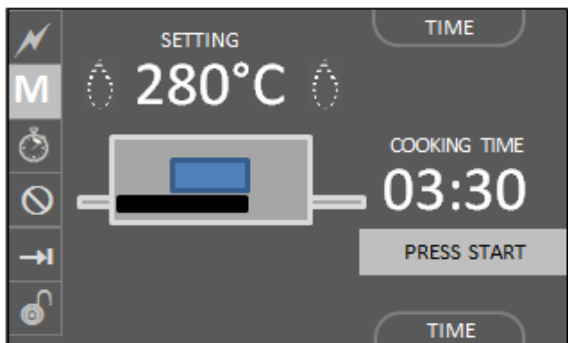 TIME
SETTING
M
280°C
COOKING TIME
03:30
PRESS START
TIME